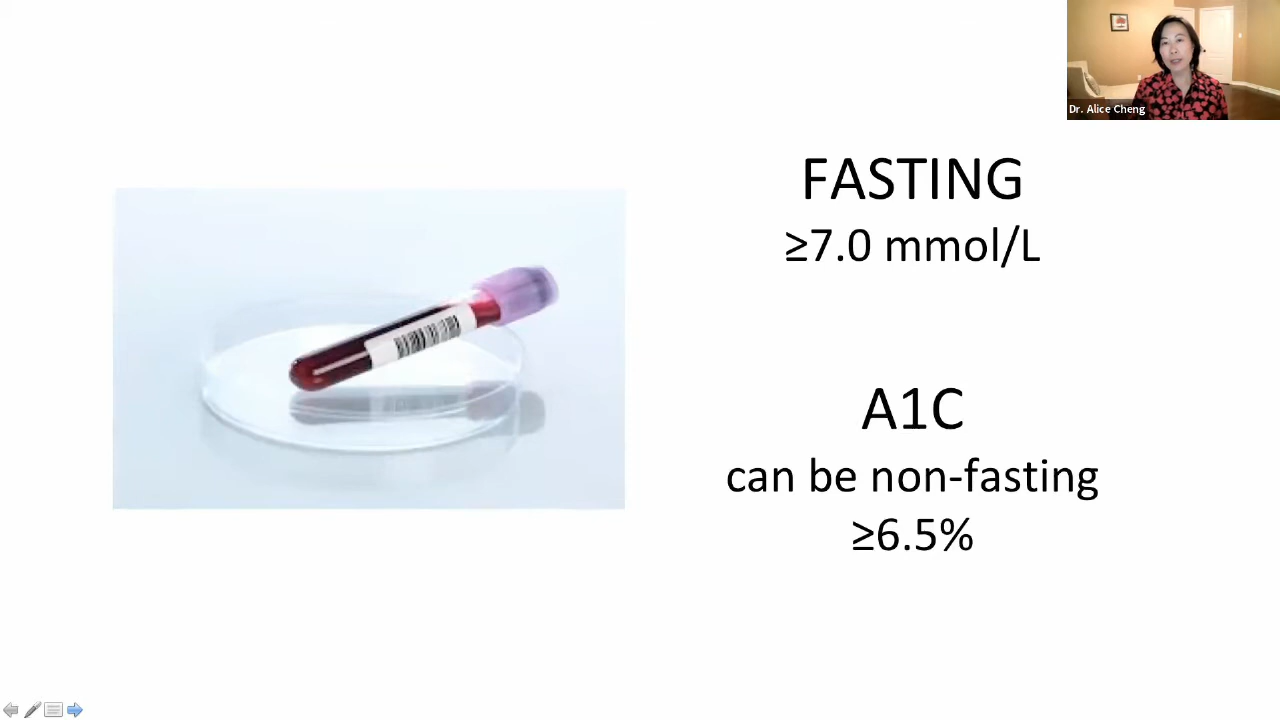 Dr. Alice Cheng
FASTING
≥7.0 mmol/L
A1C
can be non-fasting
≥6.5%